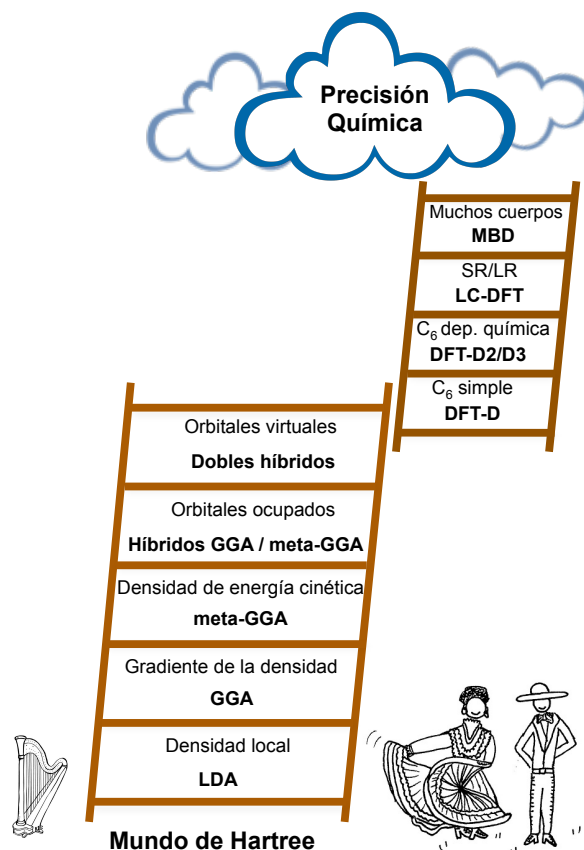 Precisión
Química
Muchos cuerpos
MBD
SR/LR
LC-DFT
C₆ dep. química
DFT-D2/D3
C₆ simple
DFT-D
Orbitales virtuales
Dobles híbridos
Orbitales ocupados
Híbridos GGA / meta-GGA
Densidad de energía cinética
meta-GGA
Gradiente de la densidad
GGA
Densidad local
LDA
Mundo de Hartree